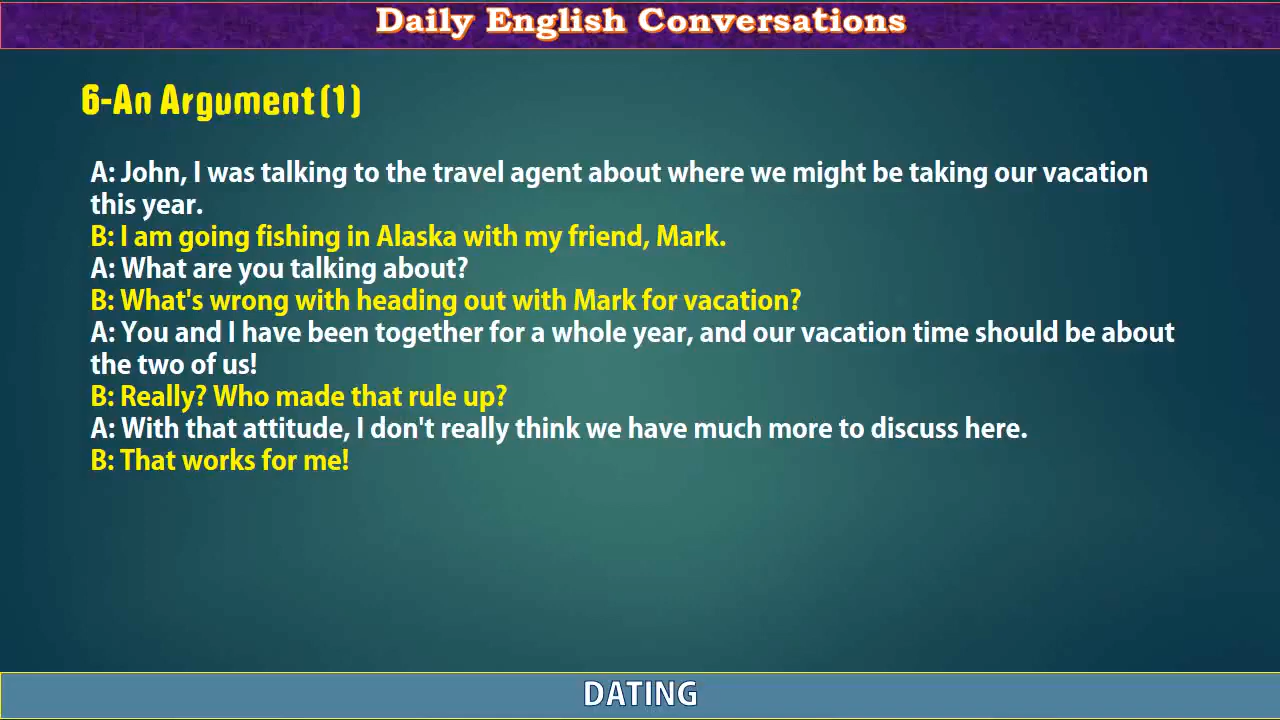 Daily English Conversations
6-An Argument(1)
A: John, I was talking to the travel agent about where we might be taking our vacation
this year.
B: I am going fishing in Alaska with my friend, Mark.
A: What are you talking about?
B: What's wrong with heading out with Mark for vacation?
A: You and I have been together for a whole year, and our vacation time should be about
the two of us!
B: Really? Who made that rule up?
A: With that attitude, I don't really think we have much more to discuss here.
B: That works for me!
DATING